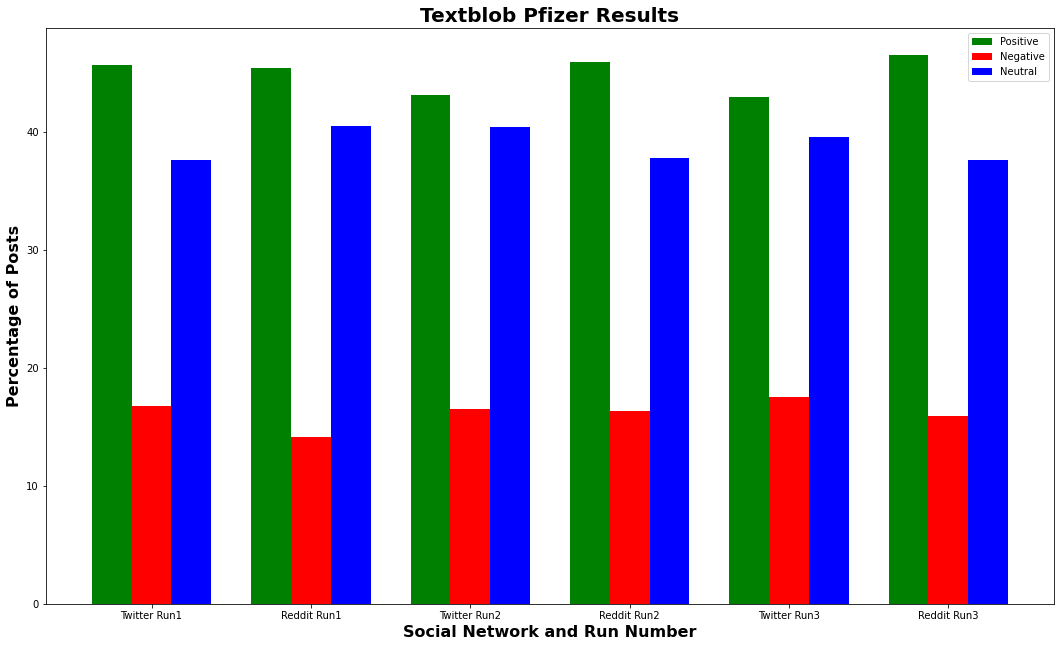 Textblob Pfizer Results
Positive
Negative
Neutral
Percentage of Posts
40
30
20
10
0
Twitter Run1 Reddit Run1 Twitter Run2 Reddit Run2 Twitter Run3 Reddit Run3
Social Network and Run Number